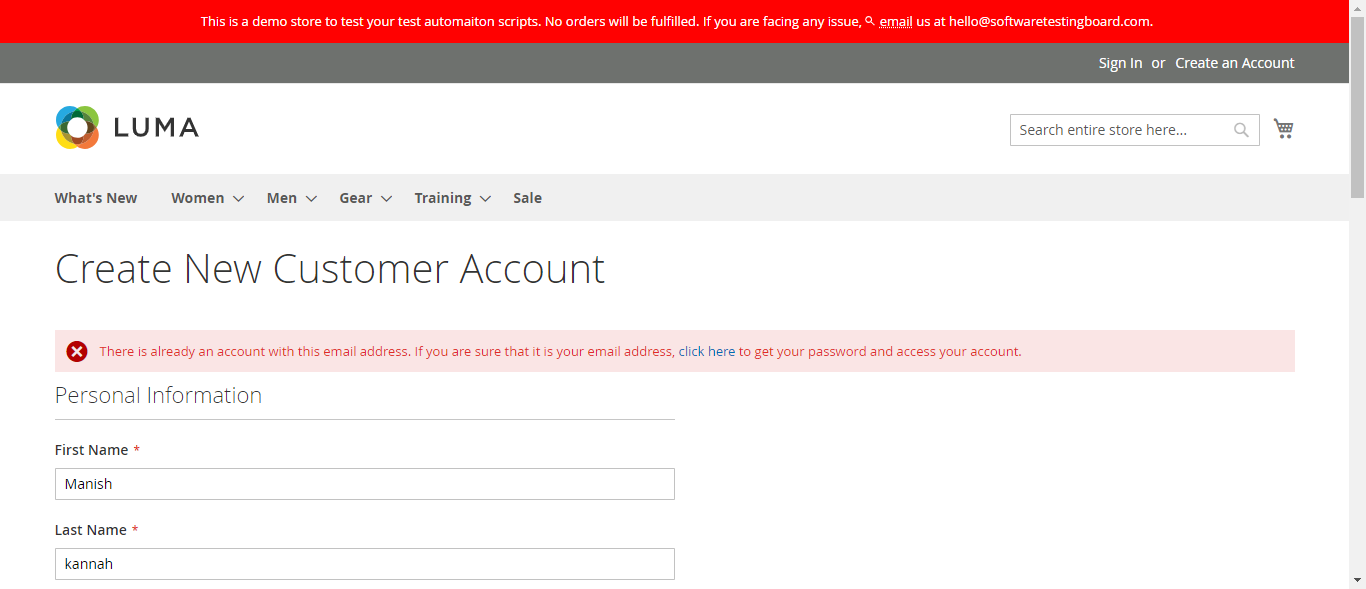 This is a demo store to test your test automaiton scripts. No orders will be fulfilled. If you are facing any issue, email us at hello@softwaretestingboard.com.
Sign In or Create an Account
LUMA
Search entire store here...
What's New Women Men Gear Training Sale
Create New Customer Account
There is already an account with this email address. If you are sure that it is your email address, click here to get your password and access your account.
Personal Information
First Name *
Manish
Last Name *
kannah